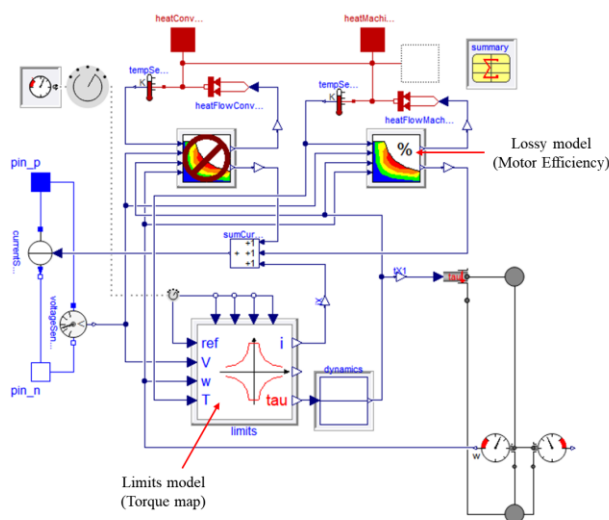 heatConv...
heatMachi...
summary
tempSe...
K
heatFlowConv...
tempSe...
K
heatFlowMach...
%
Lossy model
(Motor Efficiency)
pin_p
currentS...
voltageSen...
V
pin_n
sumCur...
+1
+ +1
+1
tau
ref
V
w
T
i
tau
limits
dynamics
w
Limits model
(Torque map)